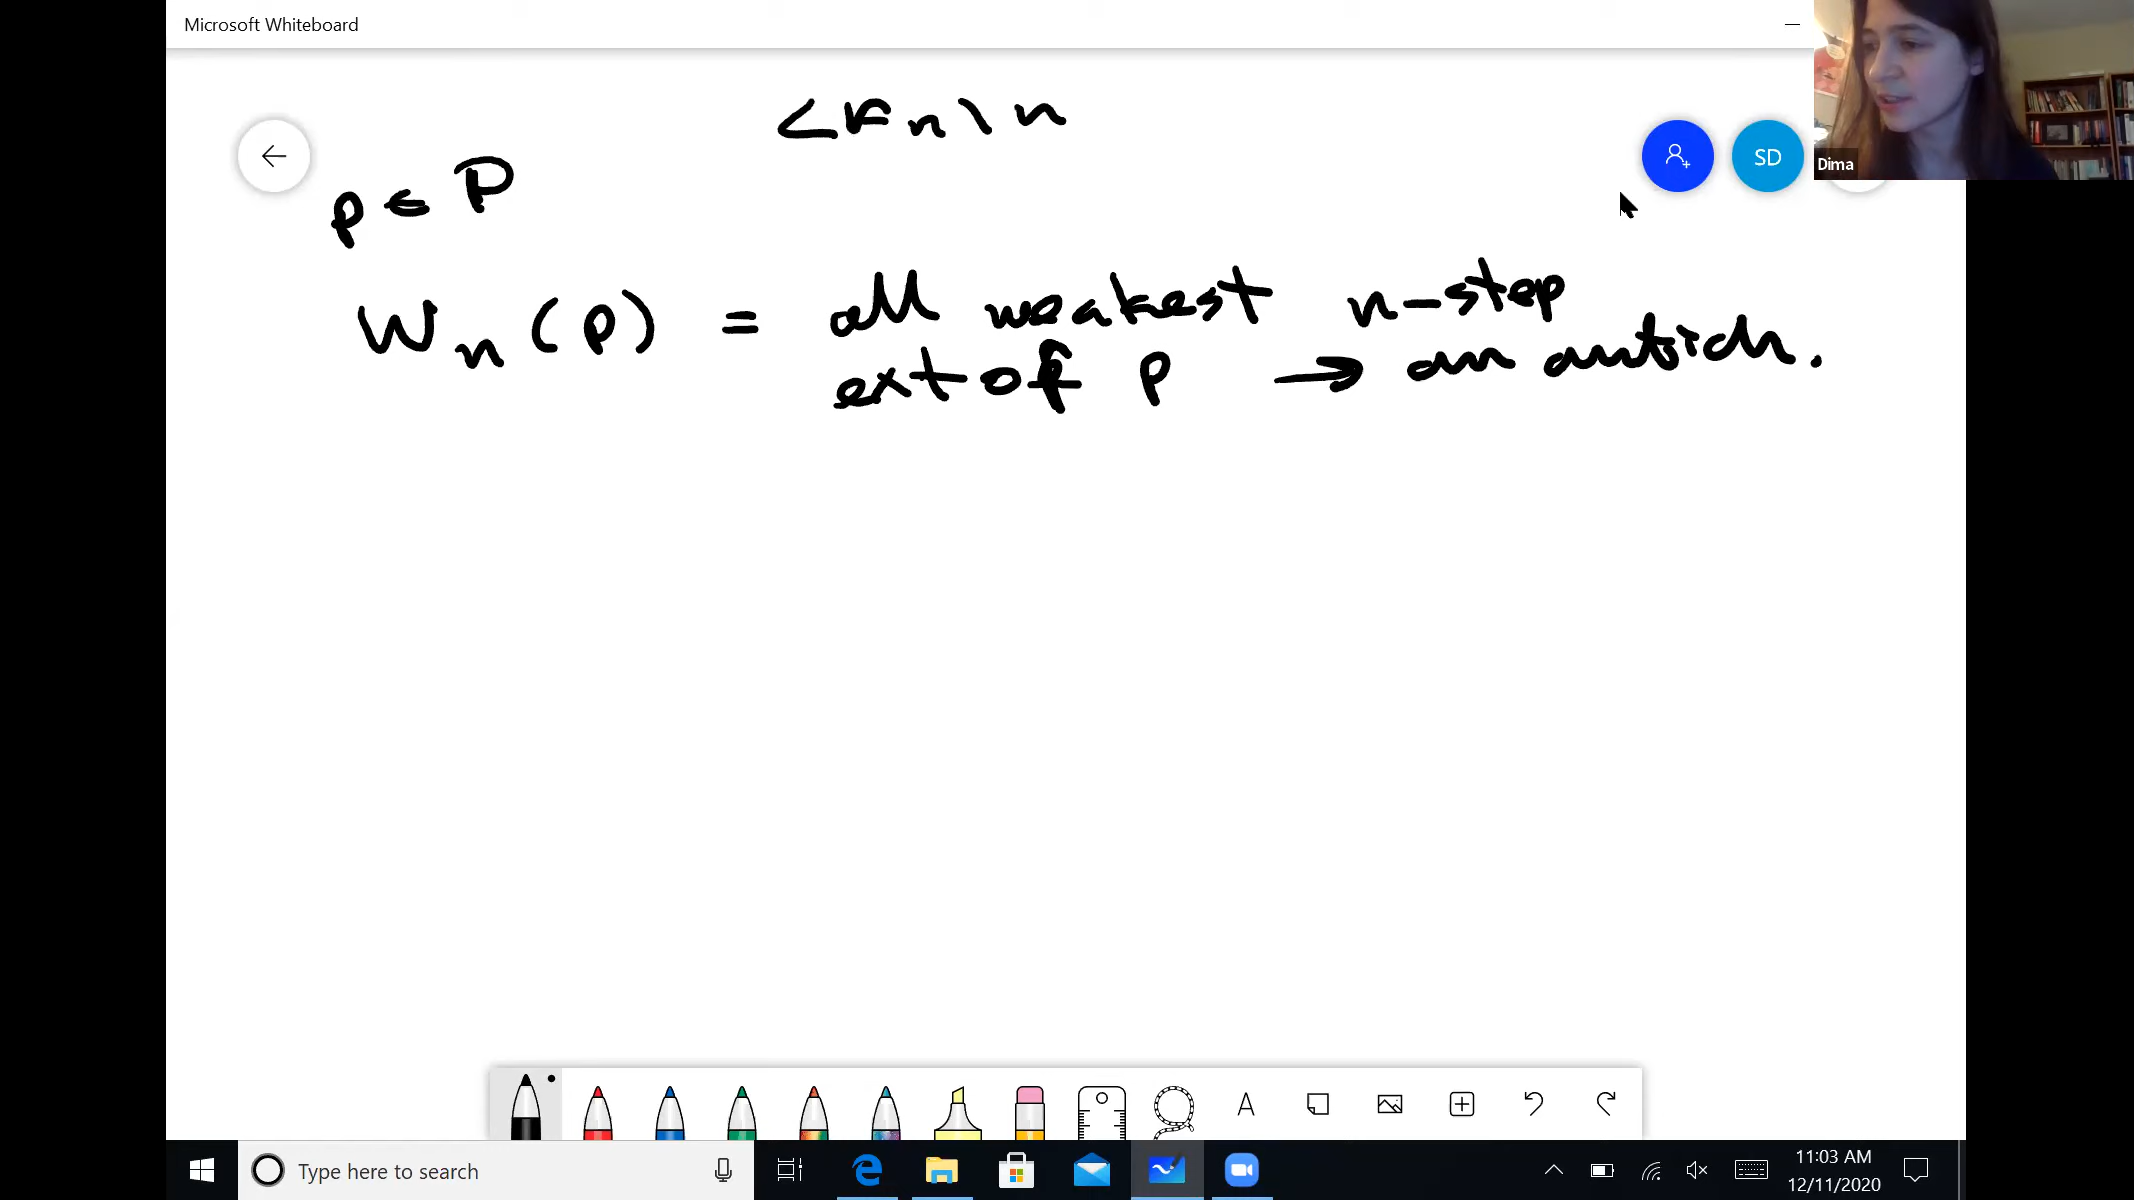 Microsoft Whiteboard
< κ n \ n
p ∈ P
SD
Dima
Wn (p) = all weakest n-step
ext of p → an antich.
A
Type here to search
11:03 AM
12/11/2020